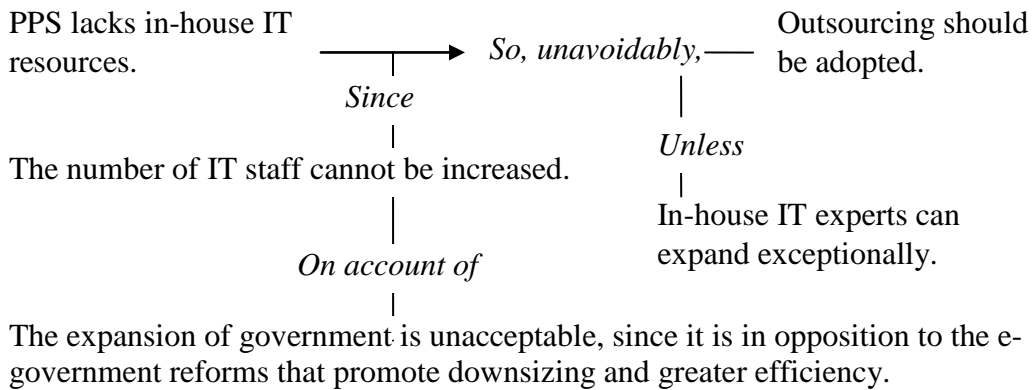 PPS lacks in-house IT
resources.
So, unavoidably,
Outsourcing should
be adopted.
Since
Unless
The number of IT staff cannot be increased.
In-house IT experts can
expand exceptionally.
On account of
The expansion of government is unacceptable, since it is in opposition to the e-
government reforms that promote downsizing and greater efficiency.